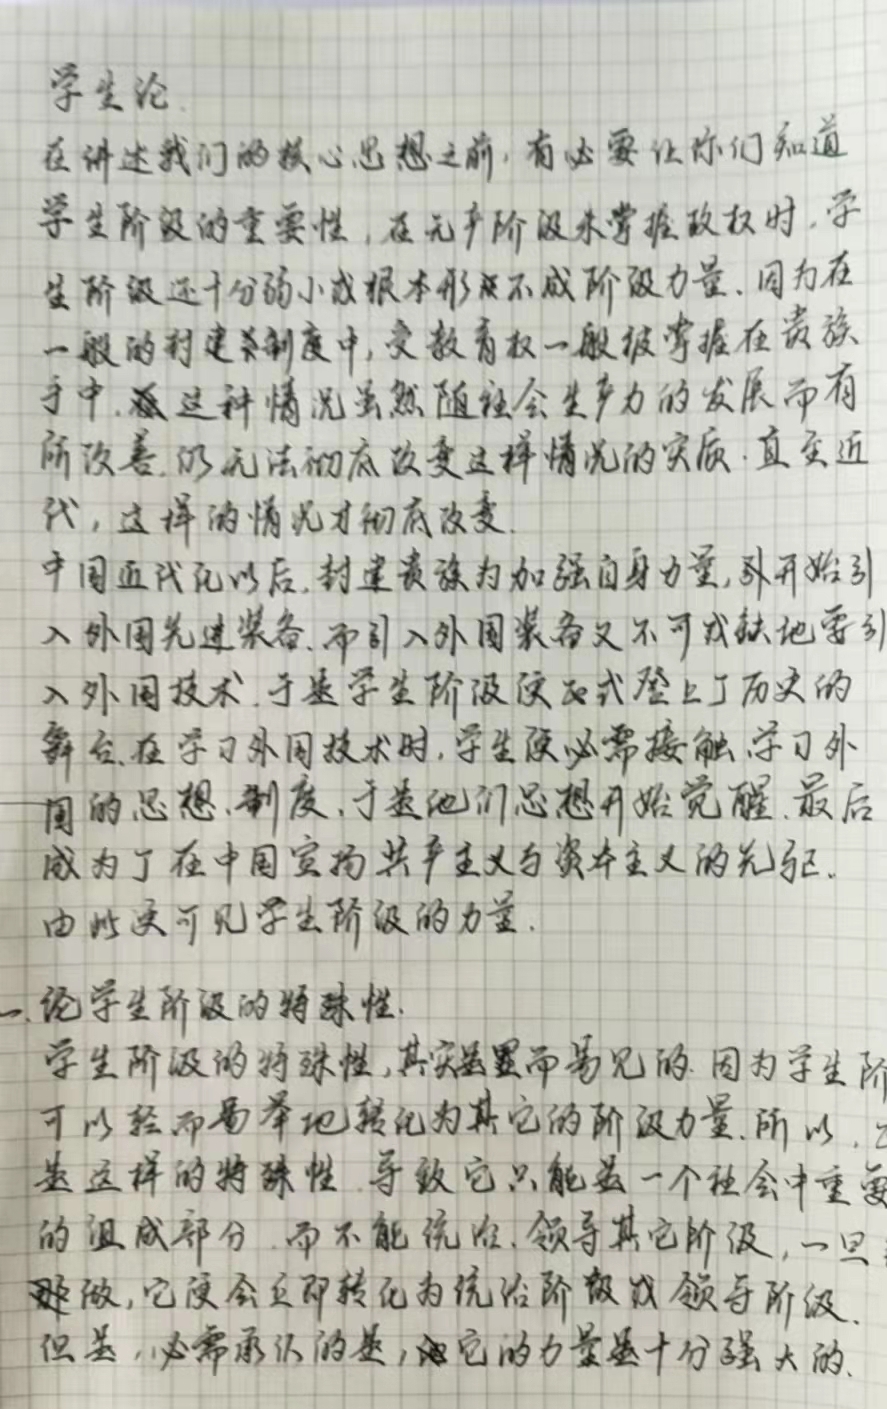 学生论.
在讲述我们的核心思想之前，有必要让你们知道
学生阶级的重要性，在无产阶级未掌握政权时，学
生阶级还十分弱小或根本形不成阶级力量、因为在
一般的封建制度中，受教育权一般被掌握在贵族
手中、这种情况虽然随社会生产力的发展而有
所改善、仍无法彻底改变这样情况的实质．直至近
代，这样的情况才彻底改变.
中国近代化以后、封建贵族为加强自身力量，开始引
入外国先进装备、而引入外国装备又不可或缺地要引
入外国技术、于是学生阶级便正式登上了历史的
舞台、在学习外国技术时，学生便必需接触、学习外
国的思想、制度、于是他们思想开始觉醒、最后
成为了在中国宣扬共产主义与资本主义的先驱.
由此更可见学生阶级的力量.
一.论学生阶级的特殊性.
学生阶级的特殊性，其实是显而易见的.因为学生阶
可以轻而易举地转化为其它的阶级力量、所以，
是这样的特殊性、导致它只能是一个社会中重要
的组成部分、而不能统治、领导其它阶级，一旦
那做，它便会立即转化为统治阶级或领导阶级.
但是，必需承认的是，它的力量是十分强大的、